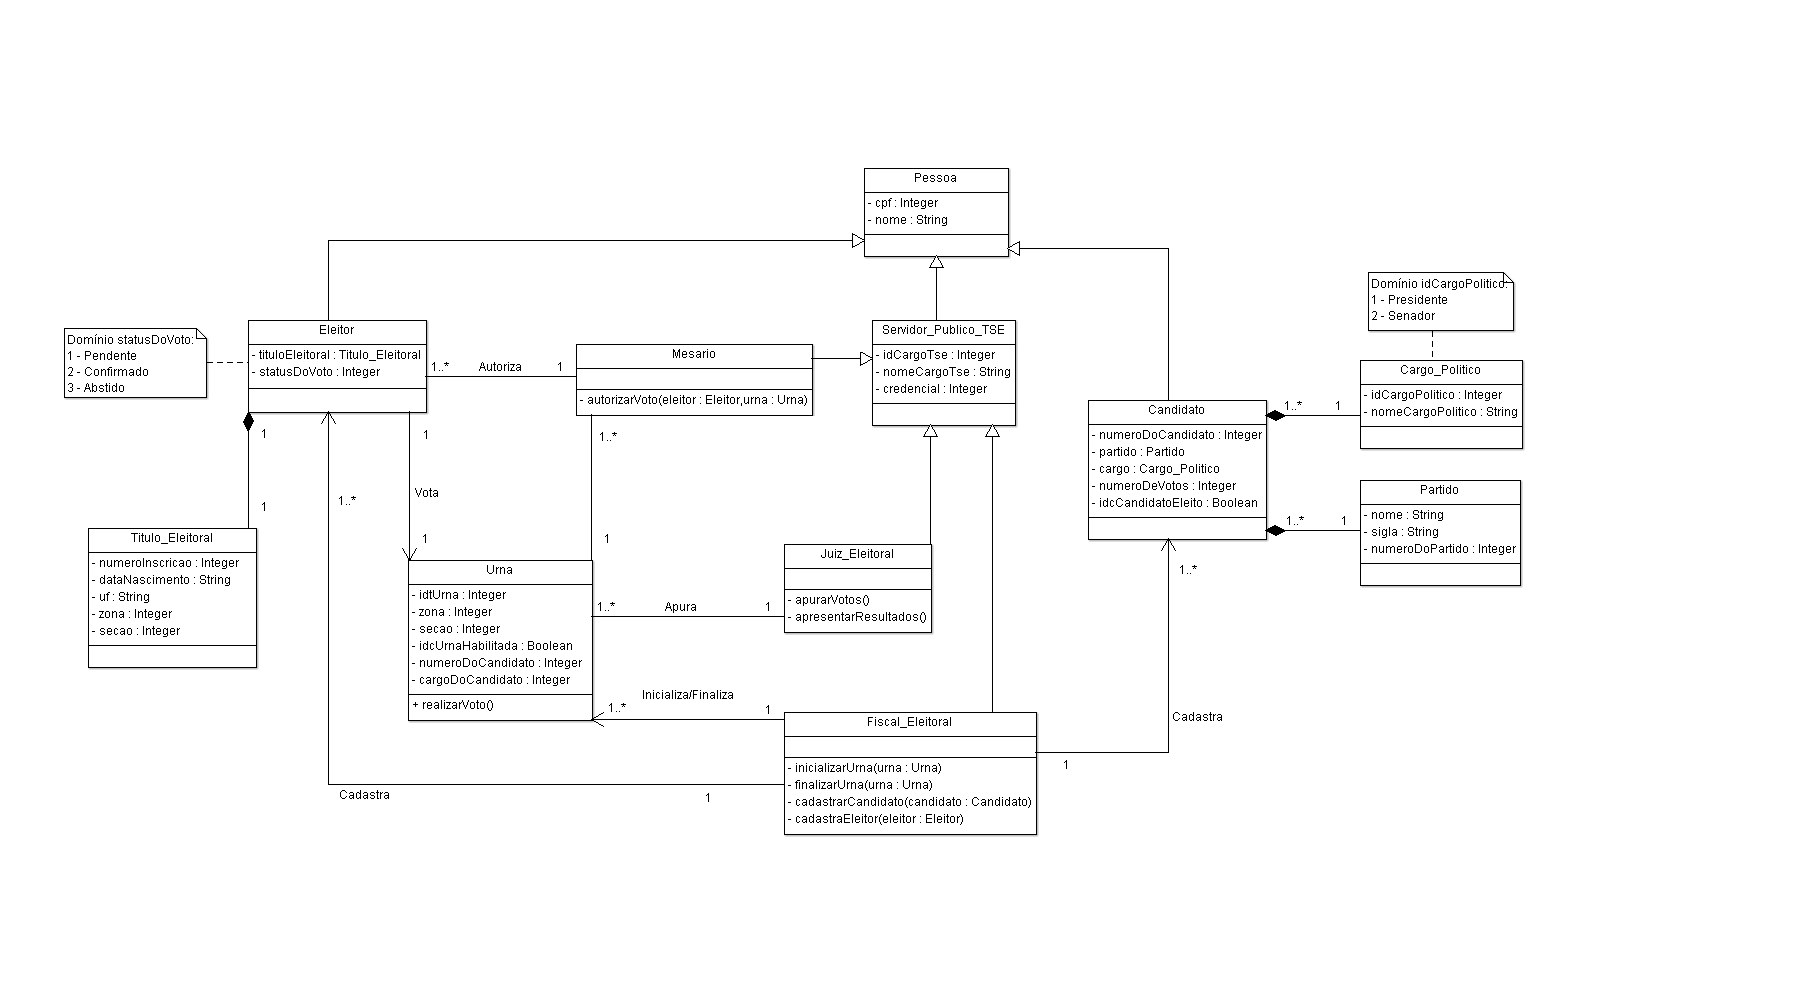 Pessoa
- cpf : Integer
- nome : String
Domínio idCargoPolitico:
1 - Presidente
2 - Senador
Domínio statusDoVoto:
1 - Pendente
2 - Confirmado
3 - Abstido
Eleitor
- tituloEleitoral : Titulo_Eleitoral
- statusDoVoto : Integer
1..*
Autoriza
1
Mesario
- autorizarVoto(eleitor : Eleitor,urna : Urna)
Servidor_Publico_TSE
- idCargoTse : Integer
- nomeCargoTse : String
- credencial : Integer
Candidato
- numeroDoCandidato : Integer
- partido : Partido
- cargo : Cargo_Politico
- numeroDeVotos : Integer
- idcCandidatoEleito : Boolean
1..*
1
Cargo_Politico
- idCargoPolitico : Integer
- nomeCargoPolitico : String
1..*
1
Partido
- nome : String
- sigla : String
- numeroDoPartido : Integer
1
1
1..*
1..*
Vota
1
1
1
Titulo_Eleitoral
- numeroInscricao : Integer
- dataNascimento : String
- uf : String
- zona : Integer
- secao : Integer
Urna
- idtUrna : Integer
- zona : Integer
- secao : Integer
- idcUrnaHabilitada : Boolean
- numeroDoCandidato : Integer
- cargoDoCandidato : Integer
+ realizarVoto()
1..*
Apura
1
Juiz_Eleitoral
- apurarVotos()
- apresentarResultados()
1..*
Inicializa/Finaliza
1..*
1
Cadastra
Fiscal_Eleitoral
- inicializarUrna(urna : Urna)
- finalizarUrna(urna : Urna)
- cadastrarCandidato(candidato : Candidato)
- cadastraEleitor(eleitor : Eleitor)
1
Cadastra
1